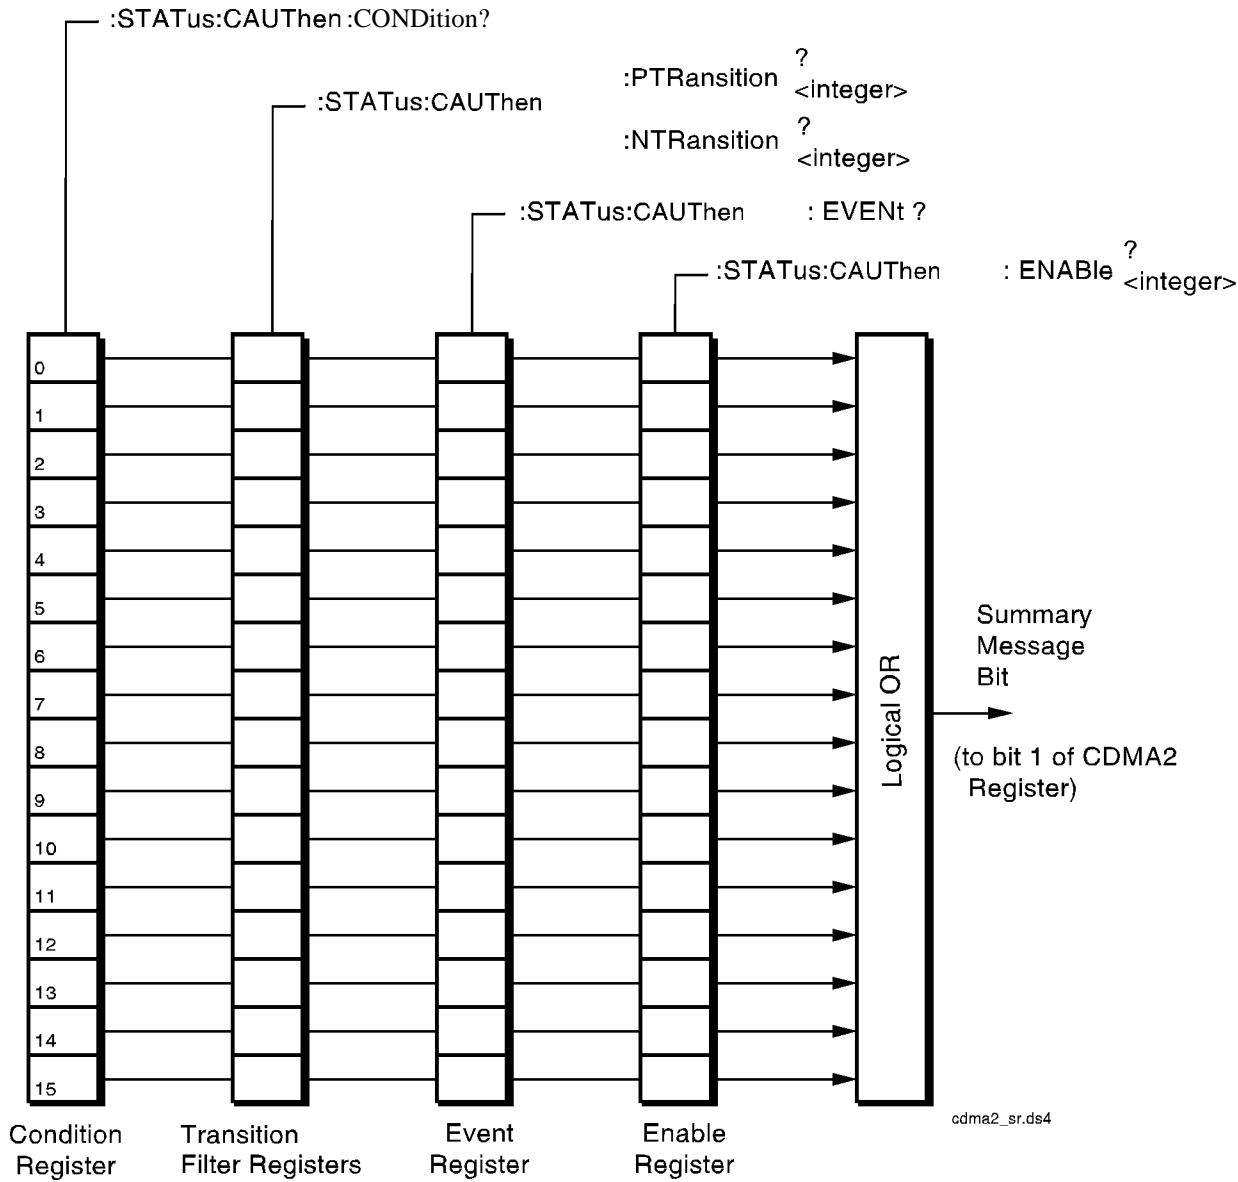 :STATus:CAUThen :CONDition?
:STATus:CAUThen
:PTRansition ? <integer>
:NTRansition ? <integer>
:STATus:CAUThen : EVENt ?
:STATus:CAUThen : ENABle ? <integer>
0
1
2
3
4
5
6
7
8
9
10
11
12
13
14
15
Logical OR
Summary
Message
Bit
(to bit 1 of CDMA2
Register)
cdma2_sr.ds4
Condition
Register
Transition
Filter Registers
Event
Register
Enable
Register